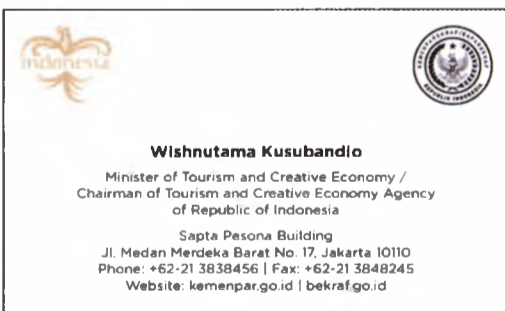 indonesia
Wishnutama Kusubandio
Minister of Tourism and Creative Economy /
Chairman of Tourism and Creative Economy Agency
of Republic of Indonesia
Sapta Pesona Building
Jl. Medan Merdeka Barat No. 17, Jakarta 10110
Phone: +62-21 3838456 | Fax: +62-21 3848245
Website: kemenpar.go.id | bekraf.go.id
REPUBLIK INDONESIA